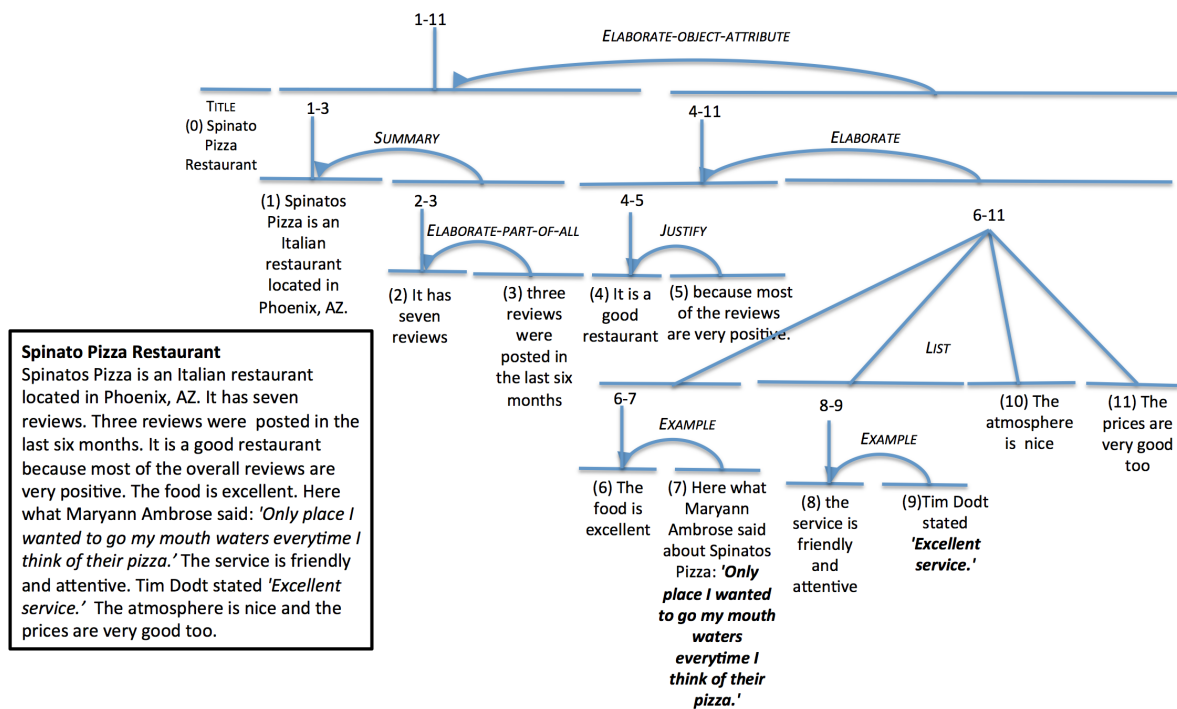 1-11
ELABORATE-OBJECT-ATTRIBUTE
TITLE
(0) Spinato
Pizza
Restaurant
1-3
SUMMARY
4-11
ELABORATE
(1) Spinatos
Pizza is an
Italian
restaurant
located in
Phoenix, AZ.
2-3
ELABORATE-PART-OF-ALL
(2) It has
seven
reviews
(3) three
reviews
were
posted in
the last six
months
4-5
JUSTIFY
(4) It is a
good
restaurant
(5) because most
of the reviews
are very positive.
6-11
LIST
6-7
EXAMPLE
(6) The
food is
excellent
(7) Here what
Maryann
Ambrose said
about Spinatos
Pizza: 'Only
place I wanted
to go my mouth
waters
everytime I
think of their
pizza.'
8-9
EXAMPLE
(8) the
service is
friendly
and
attentive
(9)Tim Dodt
stated
'Excellent
service.'
(10) The
atmosphere
is nice
(11) The
prices are
very good
too
Spinato Pizza Restaurant
Spinatos Pizza is an Italian restaurant
located in Phoenix, AZ. It has seven
reviews. Three reviews were posted in the
last six months. It is a good restaurant
because most of the overall reviews are
very positive. The food is excellent. Here
what Maryann Ambrose said: 'Only place I
wanted to go my mouth waters everytime I
think of their pizza.' The service is friendly
and attentive. Tim Dodt stated 'Excellent
service.' The atmosphere is nice and the
prices are very good too.